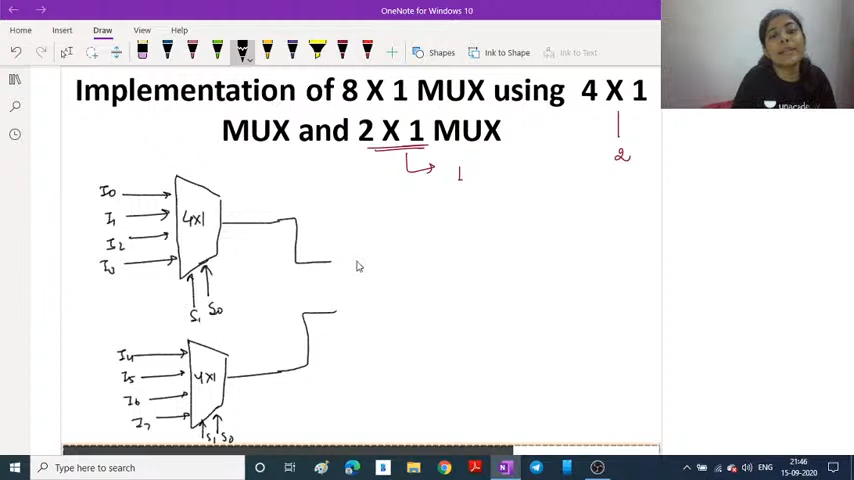 OneNote for Windows 10
Home Insert Draw View Help
Shapes Ink to Shape Ink to Text
Implementation of 8 X 1 MUX using 4 X 1
MUX and 2 X 1 MUX
2
1
I0
I1
I2
4X1
S1 S0
I4
I5
I6
I7
4X1
S1 S0
unacademy
Type here to search
ENG
21:46
15-09-2020